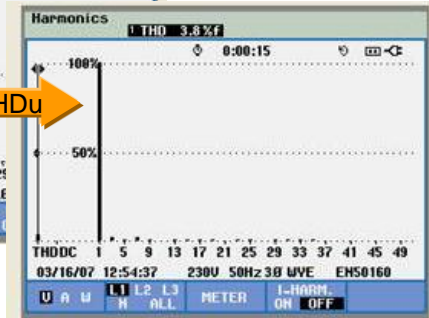 Harmonics
1 THD 3.8%f
0:00:15
HDu
100%
50%
THDDC 1 5 9 13 17 21 25 29 33 37 41 45 49
03/16/07 12:54:37 230V 50Hz 3Ø WYE EN50160
V A W L1 L2 L3 N ALL METER I-HARM. ON OFF